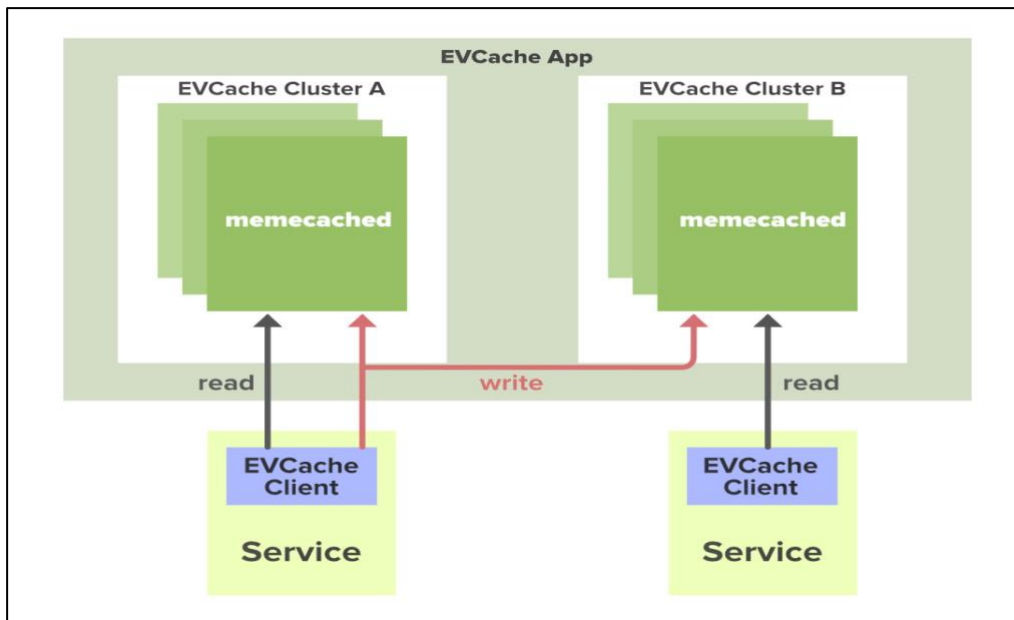 EVCache App
EVCache Cluster A
EVCache Cluster B
memecached
memecached
read
write
read
EVCache
Client
Service
EVCache
Client
Service